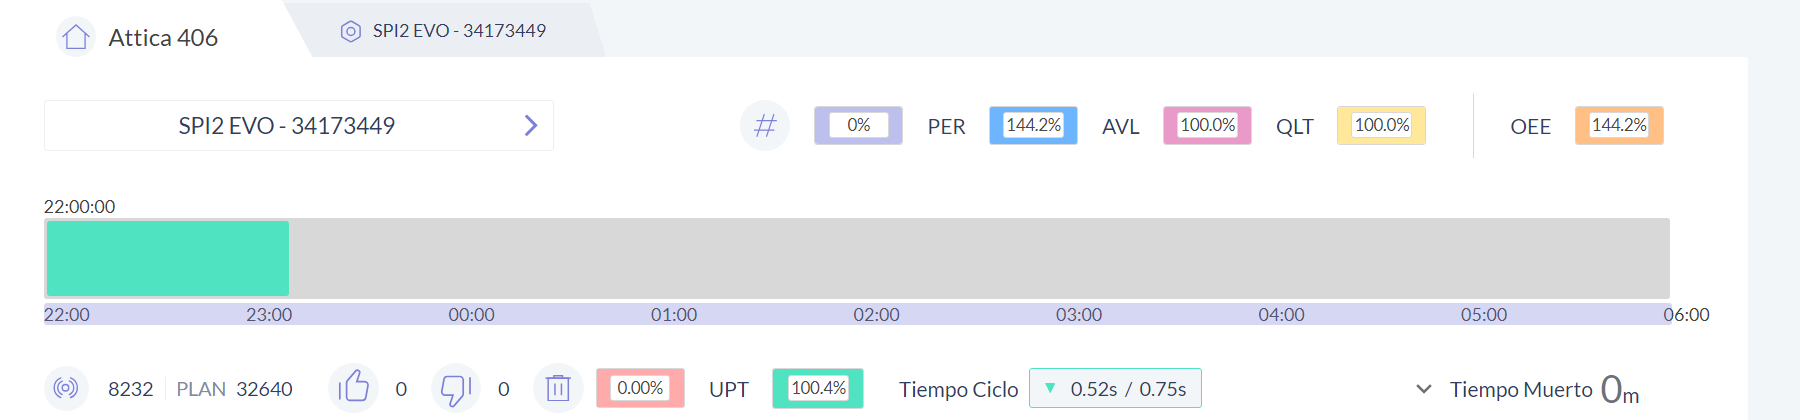 Attica 406
SPI2 EVO - 34173449
SPI2 EVO - 34173449
# 0% PER 144.2% AVL 100.0% QLT 100.0% OEE 144.2%
22:00:00
22:00 23:00 00:00 01:00 02:00 03:00 04:00 05:00 06:00
8232 PLAN 32640 0 0 0.00% UPT 100.4% Tiempo Ciclo ▼ 0.52s / 0.75s Tiempo Muerto 0m